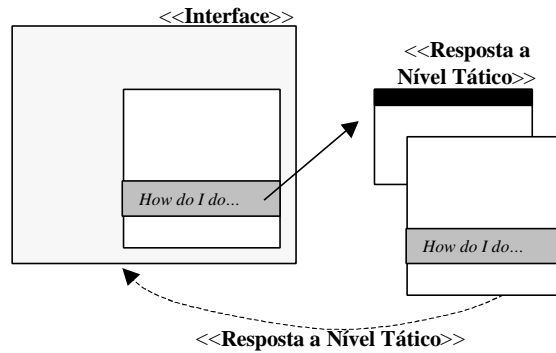 <<Interface>>
<<Resposta a
Nível Tático>>
How do I do...
How do I do...
<<Resposta a Nível Tático>>